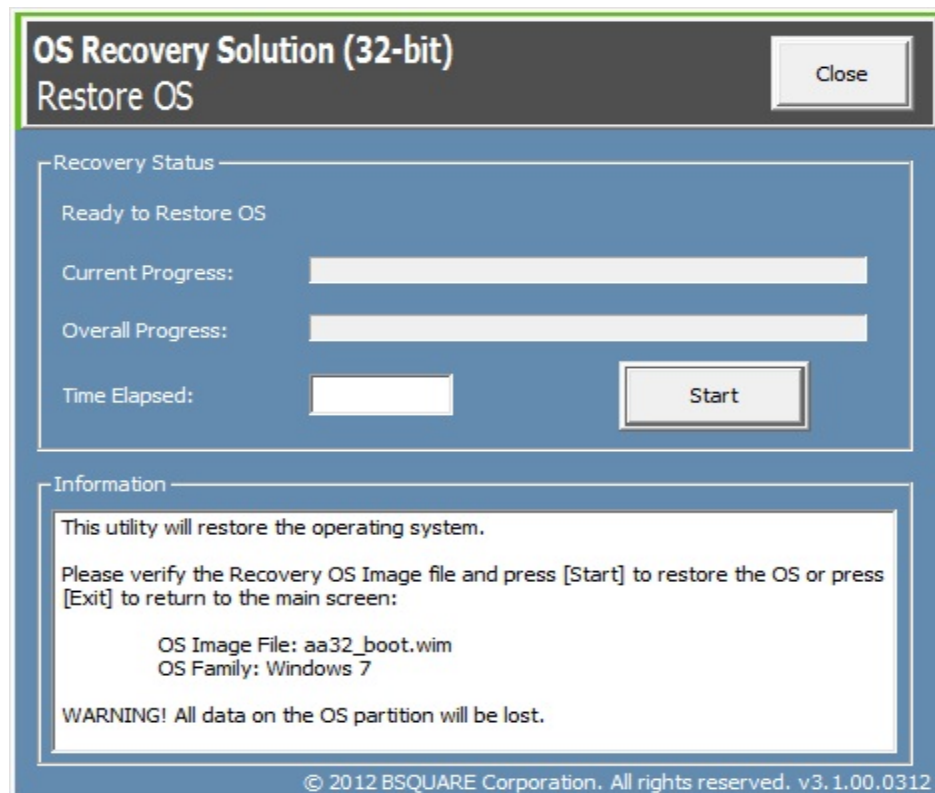 OS Recovery Solution (32-bit)
Restore OS
Close
Recovery Status
Ready to Restore OS
Current Progress:
Overall Progress:
Time Elapsed:
Start
Information
This utility will restore the operating system.
Please verify the Recovery OS Image file and press [Start] to restore the OS or press
[Exit] to return to the main screen:
OS Image File: aa32_boot.wim
OS Family: Windows 7
WARNING! All data on the OS partition will be lost.
© 2012 BSQUARE Corporation. All rights reserved. v3.1.00.0312